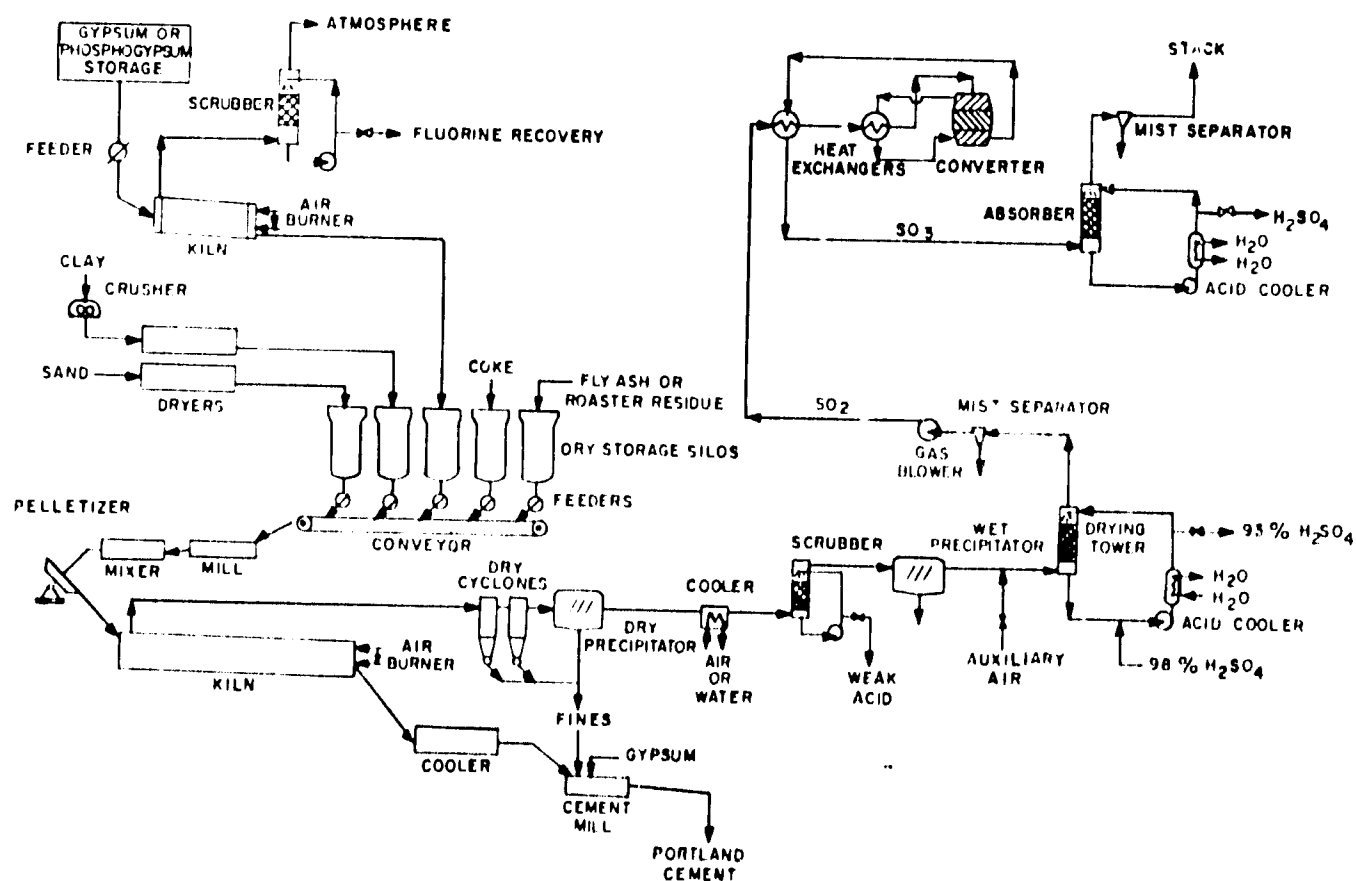 GYPSUM OR
PHOSPHOGYPSUM
STORAGE
ATMOSPHERE
SCRUBBER
FLUORINE RECOVERY
FEEDER
AIR
BURNER
KILN
CLAY
CRUSHER
SAND
DRYERS
COKE
FLY ASH OR
ROASTER RESIDUE
DRY STORAGE SILOS
FEEDERS
CONVEYOR
PELLETIZER
MIXER
MILL
DRY
CYCLONES
AIR
BURNER
KILN
DRY
PRECIPITATOR
COOLER
AIR
OR
WATER
FINES
GYPSUM
COOLER
CEMENT
MILL
PORTLAND
CEMENT
SCRUBBER
WEAK
ACID
WET
PRECIPITATOR
AUXILIARY
AIR
DRYING
TOWER
93 % H2SO4
H2O
H2O
ACID COOLER
98 % H2SO4
MIST SEPARATOR
GAS
BLOWER
SO2
HEAT
EXCHANGERS
CONVERTER
SO3
STACK
MIST SEPARATOR
ABSORBER
H2SO4
H2O
H2O
ACID COOLER